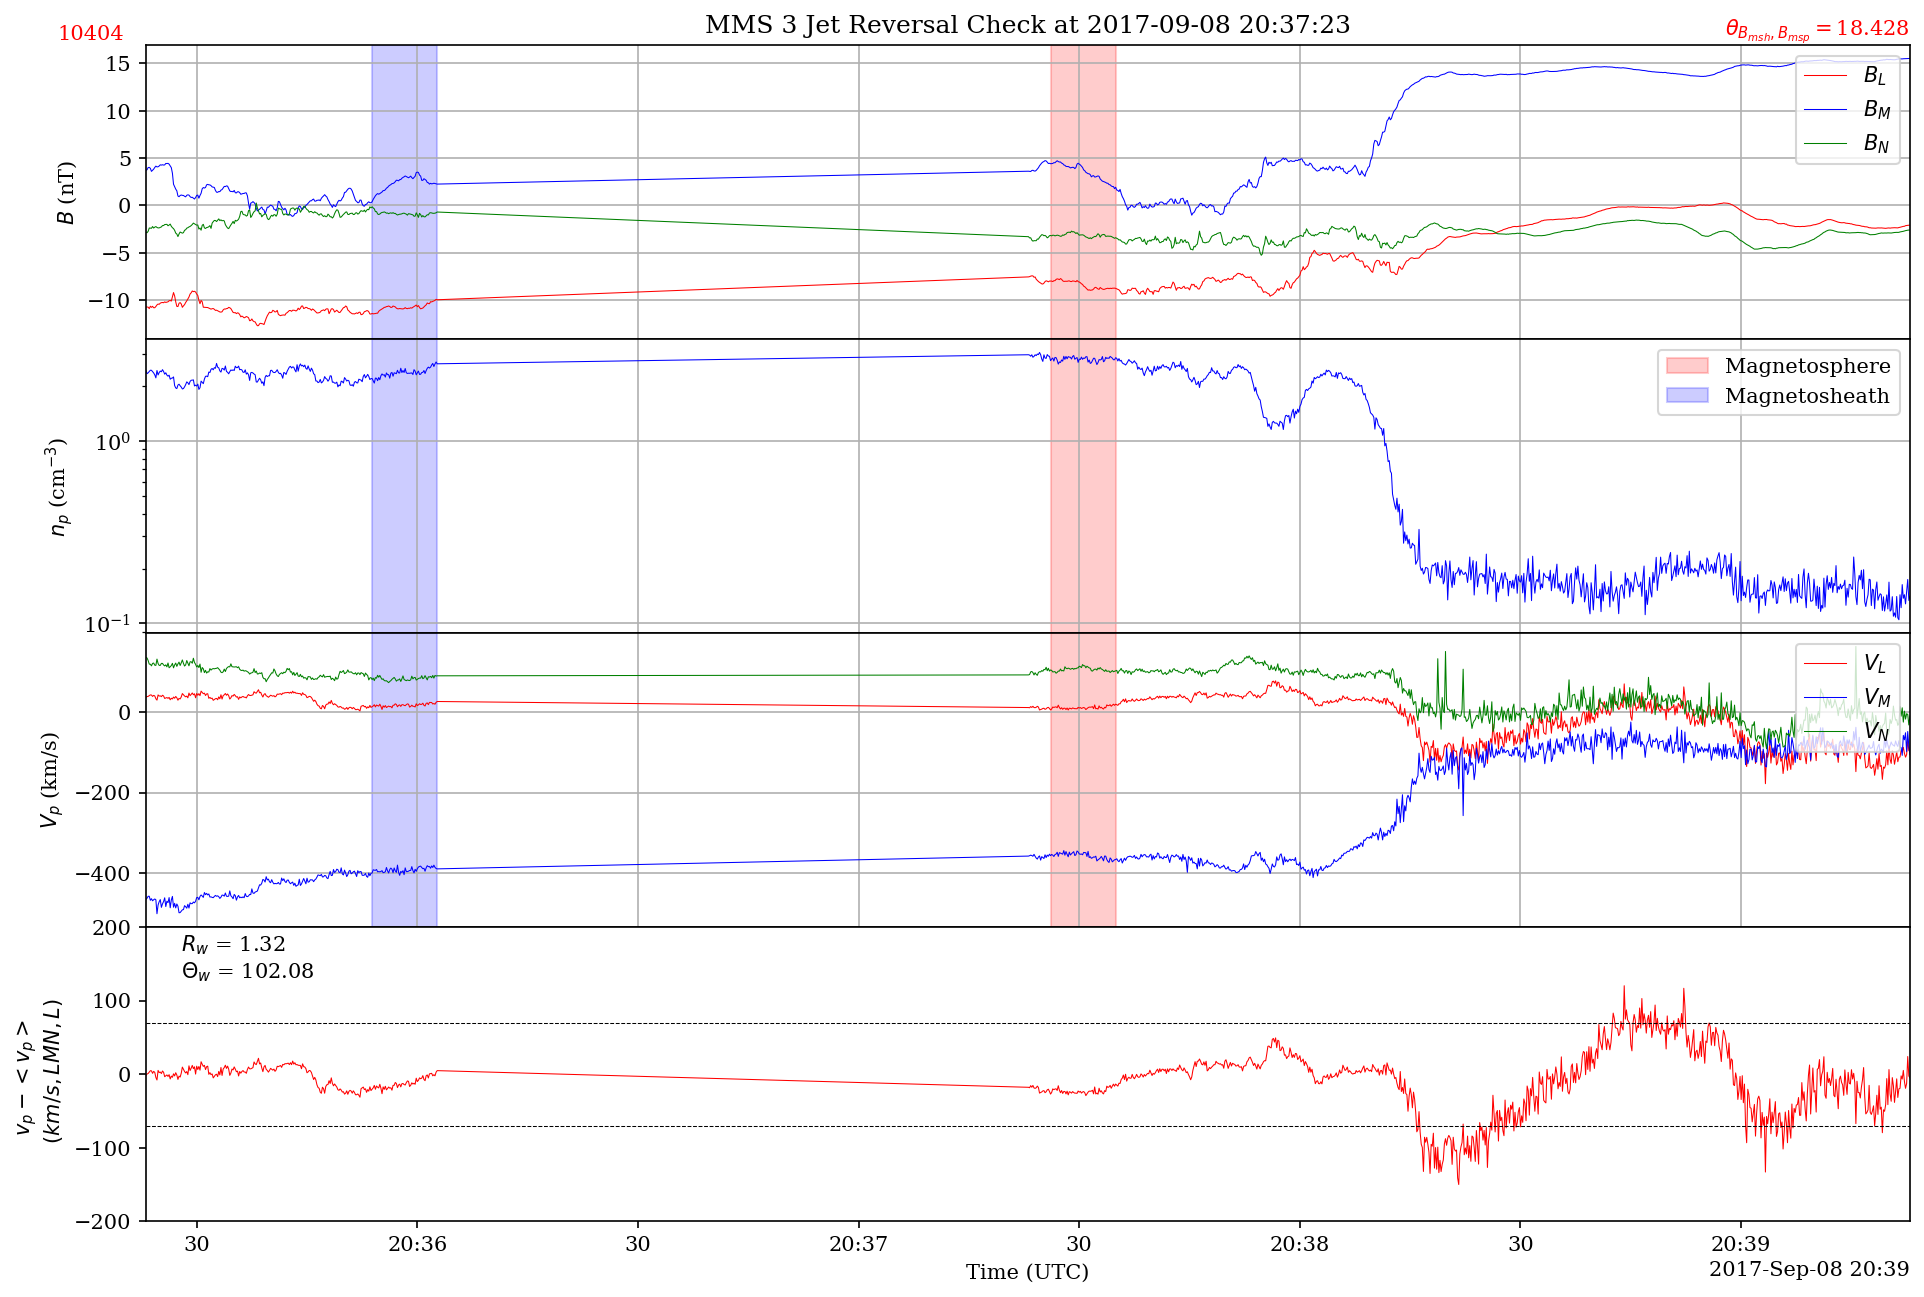 MMS 3 Jet Reversal Check at 2017-09-08 20:37:23
10404
θ_{B_{msh}, B_{msp}} = 18.428
15
10
5
0
−5
−10
B (nT)
B_L
B_M
B_N
10^0
10^{−1}
n_p (cm^{−3})
Magnetosphere
Magnetosheath
0
−200
−400
V_p (km/s)
V_L
V_M
V_N
200
100
0
−100
−200
v_p − < v_p >
(km/s, LMN, L)
R_w = 1.32
Θ_w = 102.08
30
20:36
30
20:37
30
20:38
30
20:39
Time (UTC)
2017-Sep-08 20:39